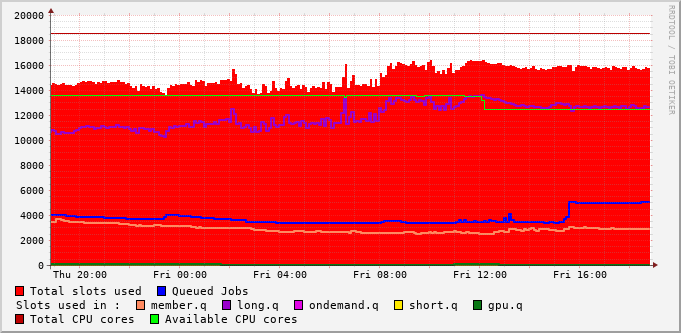 RRDTOOL / TOBI OETIKER
20000
18000
16000
14000
12000
10000
8000
6000
4000
2000
0
Thu 20:00 Fri 00:00 Fri 04:00 Fri 08:00 Fri 12:00 Fri 16:00
Total slots used Queued Jobs
Slots used in : member.q long.q ondemand.q short.q gpu.q
Total CPU cores Available CPU cores